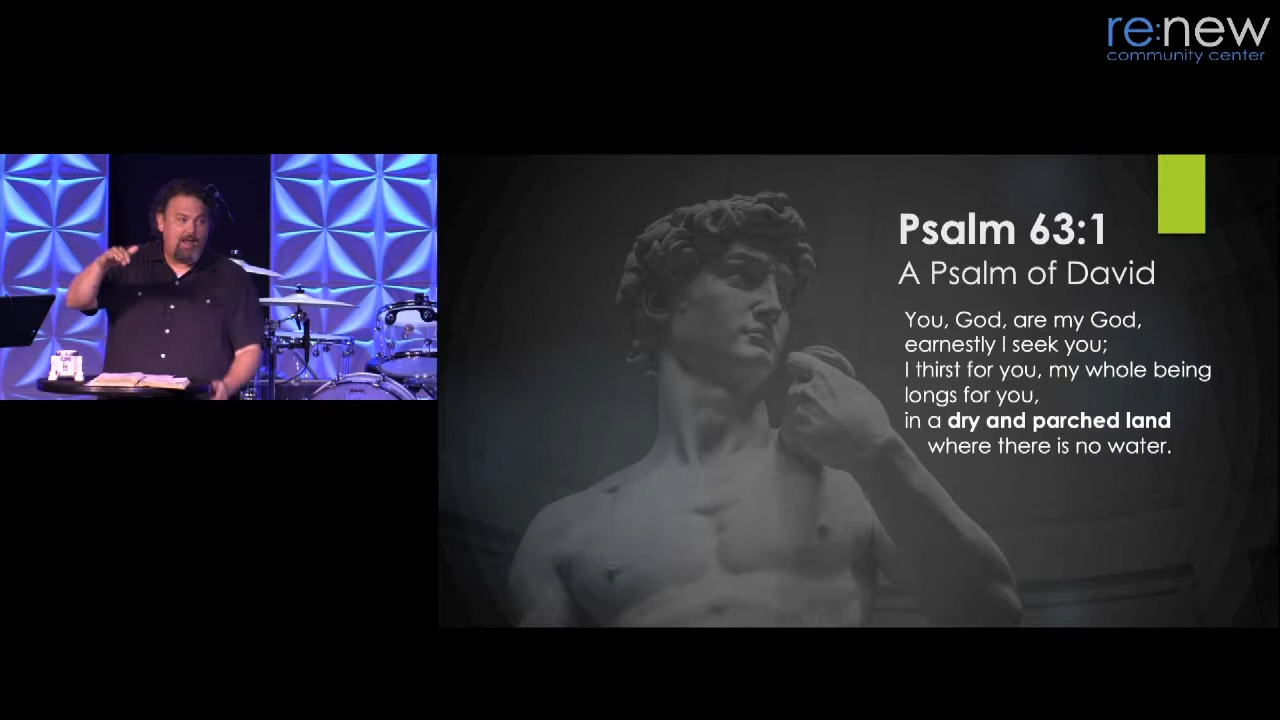 re:new
community center
Psalm 63:1
A Psalm of David
You, God, are my God,
earnestly I seek you;
I thirst for you, my whole being
longs for you,
in a dry and parched land
where there is no water.